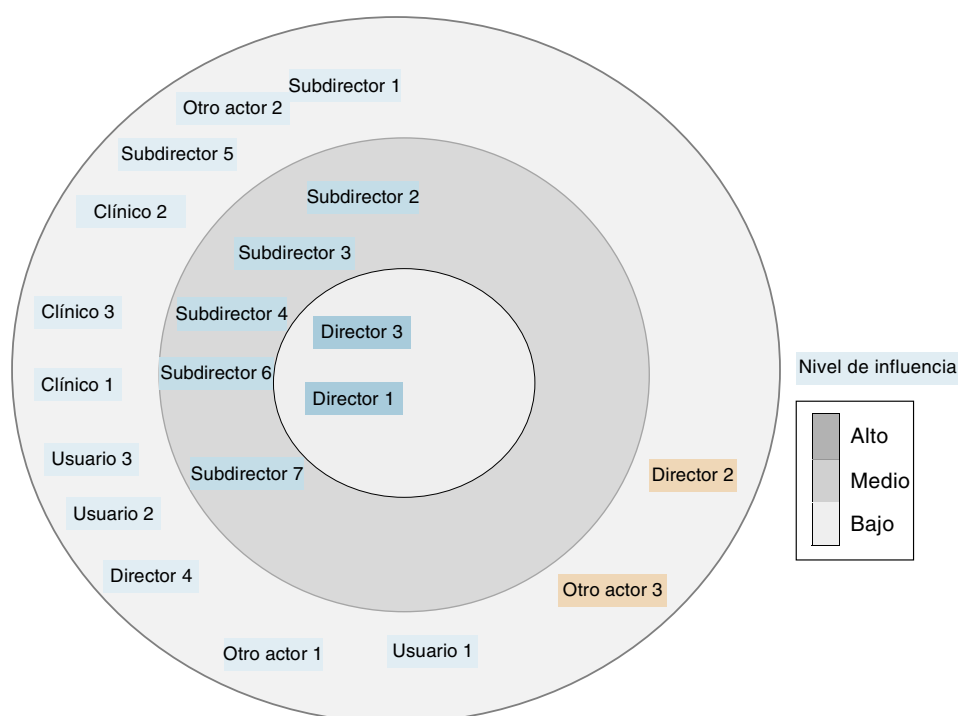 Subdirector 1
Otro actor 2
Subdirector 5
Subdirector 2
Clínico 2
Subdirector 3
Clínico 3
Subdirector 4
Director 3
Subdirector 6
Nivel de influencia
Clínico 1
Director 1
Alto
Usuario 3
Subdirector 7
Director 2
Medio
Usuario 2
Bajo
Director 4
Otro actor 3
Otro actor 1
Usuario 1